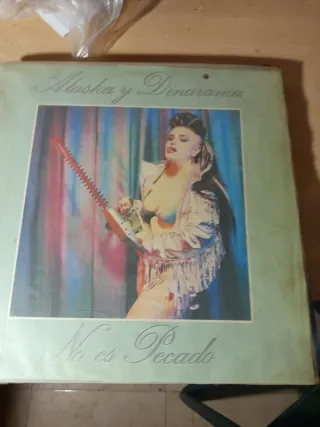 Alaska y Dinarama
No es Pecado